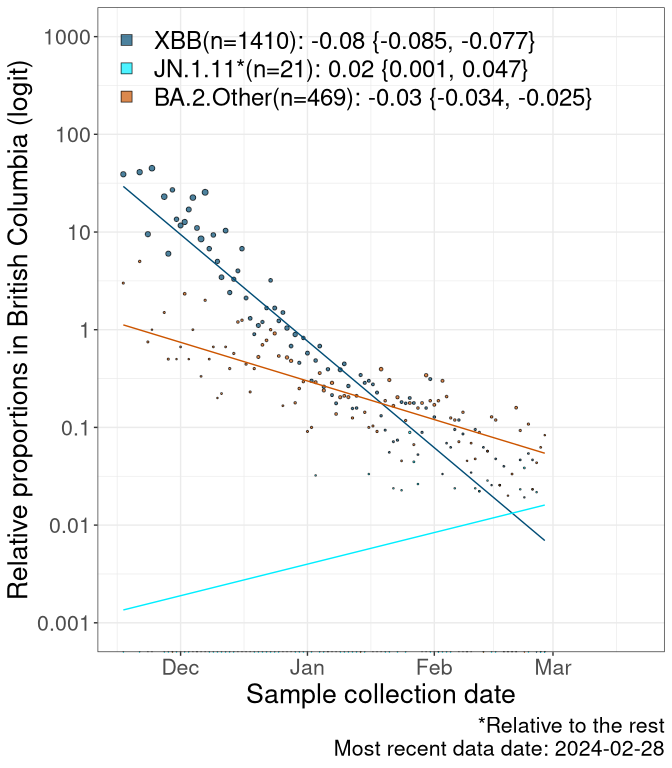 XBB(n=1410): -0.08 {-0.085, -0.077}
JN.1.11*(n=21): 0.02 {0.001, 0.047}
BA.2.Other(n=469): -0.03 {-0.034, -0.025}
Relative proportions in British Columbia (logit)
1000
100
10
1
0.1
0.01
0.001
Dec Jan Feb Mar
Sample collection date
*Relative to the rest
Most recent data date: 2024-02-28